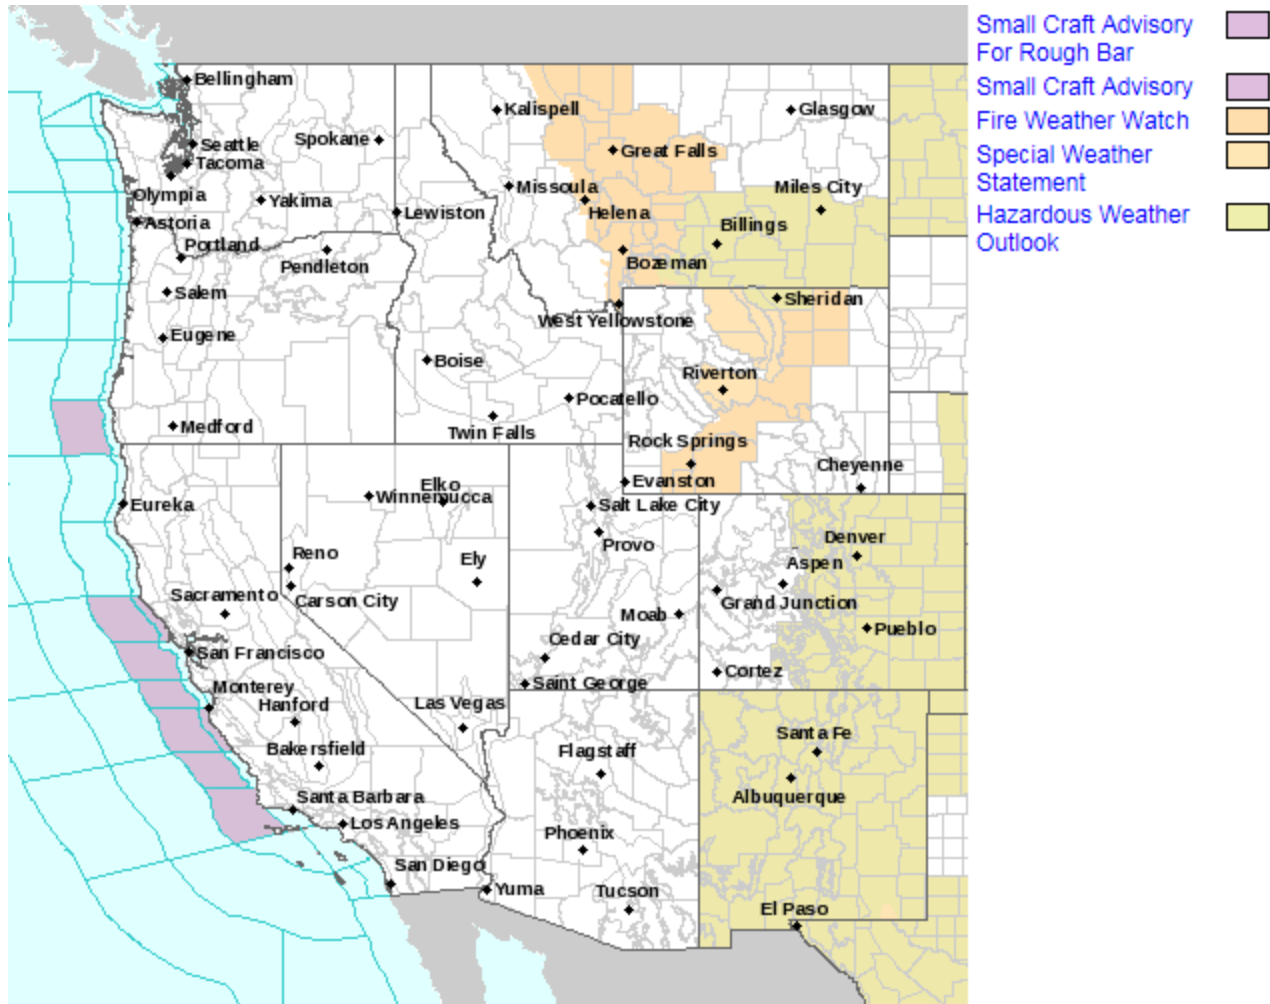 Small Craft Advisory
For Rough Bar
Small Craft Advisory
Fire Weather Watch
Special Weather
Statement
Hazardous Weather
Outlook
Bellingham
Kalispell
Glasgow
Seattle
Spokane
Great Falls
Tacoma
Olympia
Yakima
Missoula
Miles City
Astoria
Lewiston
Helena
Billings
Portland
Pendleton
Bozeman
Salem
Sheridan
West Yellowstone
Eugene
Boise
Riverton
Pocatello
Medford
Twin Falls
Rock Springs
Cheyenne
Evanston
Elko
Winnemucca
Eureka
Salt Lake City
Provo
Denver
Reno
Ely
Aspen
Sacramento
Carson City
Grand Junction
Moab
Pueblo
Cedar City
San Francisco
Cortez
Monterey
Saint George
Hanford
Las Vegas
Santa Fe
Bakersfield
Flagstaff
Albuquerque
Santa Barbara
Los Angeles
Phoenix
San Diego
Yuma
Tucson
El Paso